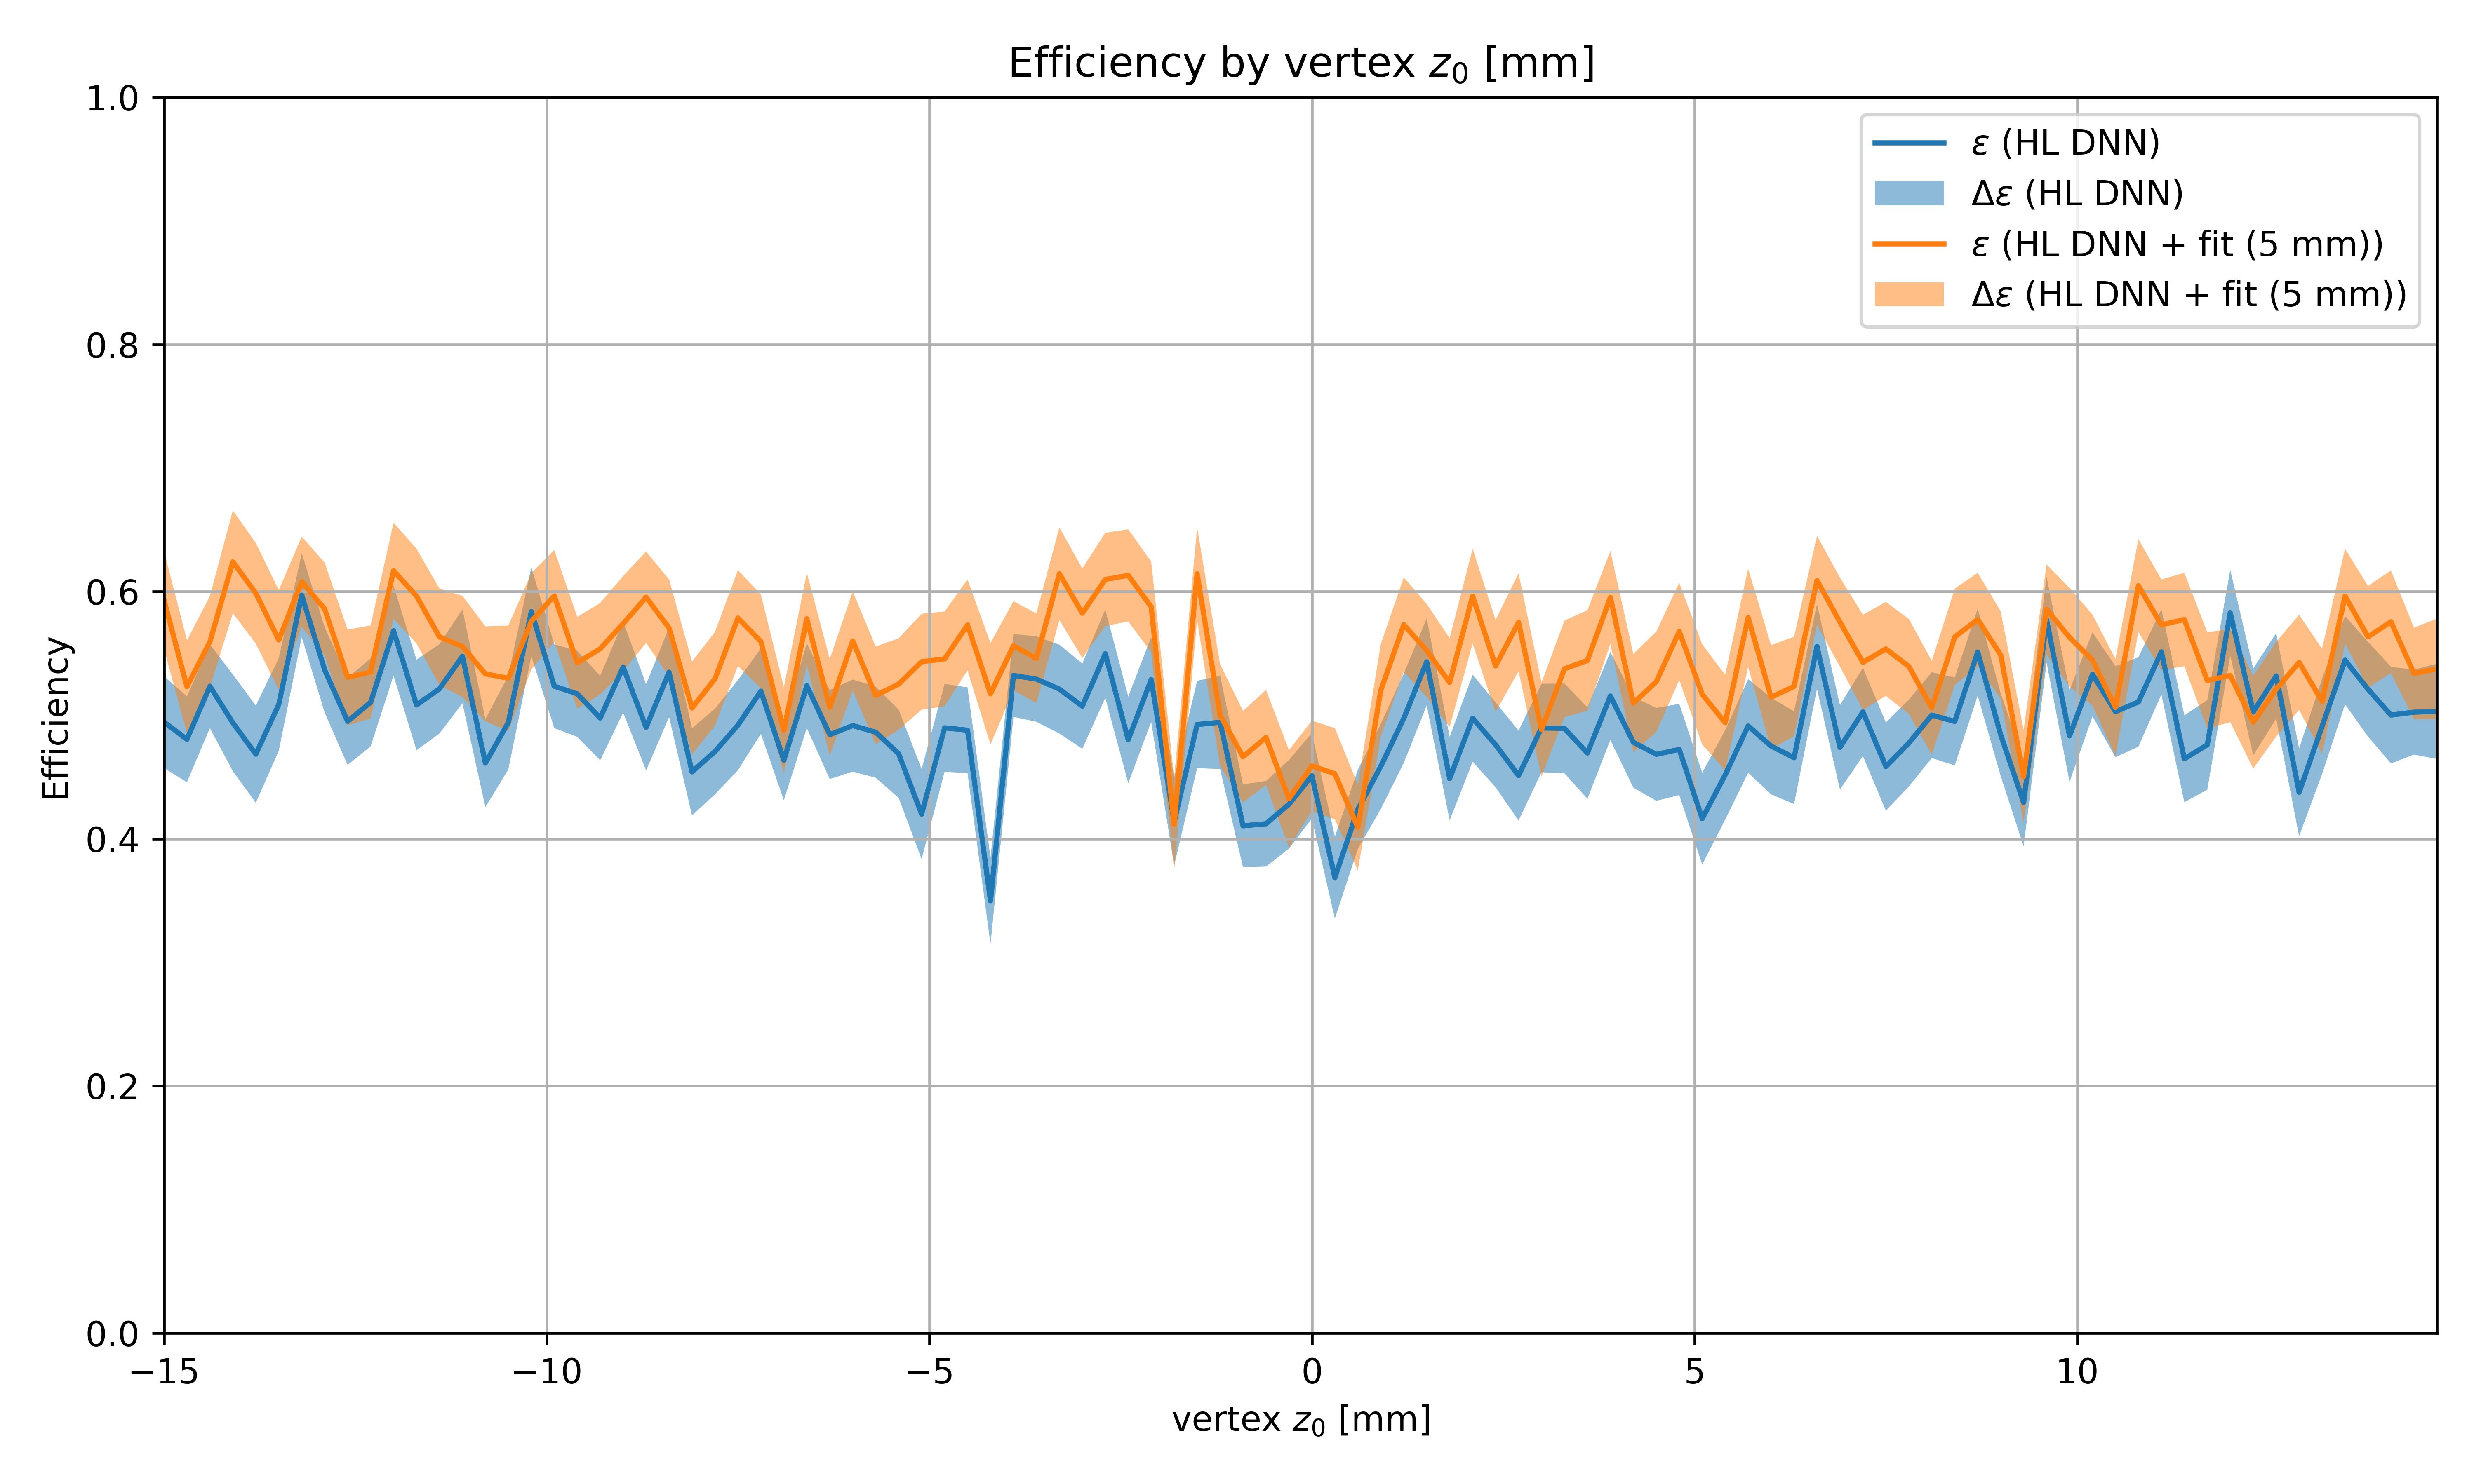 Efficiency by vertex z₀ [mm]
Efficiency
1.0
0.8
0.6
0.4
0.2
0.0
−15
−10
−5
0
5
10
vertex z₀ [mm]
ε (HL DNN)
Δε (HL DNN)
ε (HL DNN + fit (5 mm))
Δε (HL DNN + fit (5 mm))